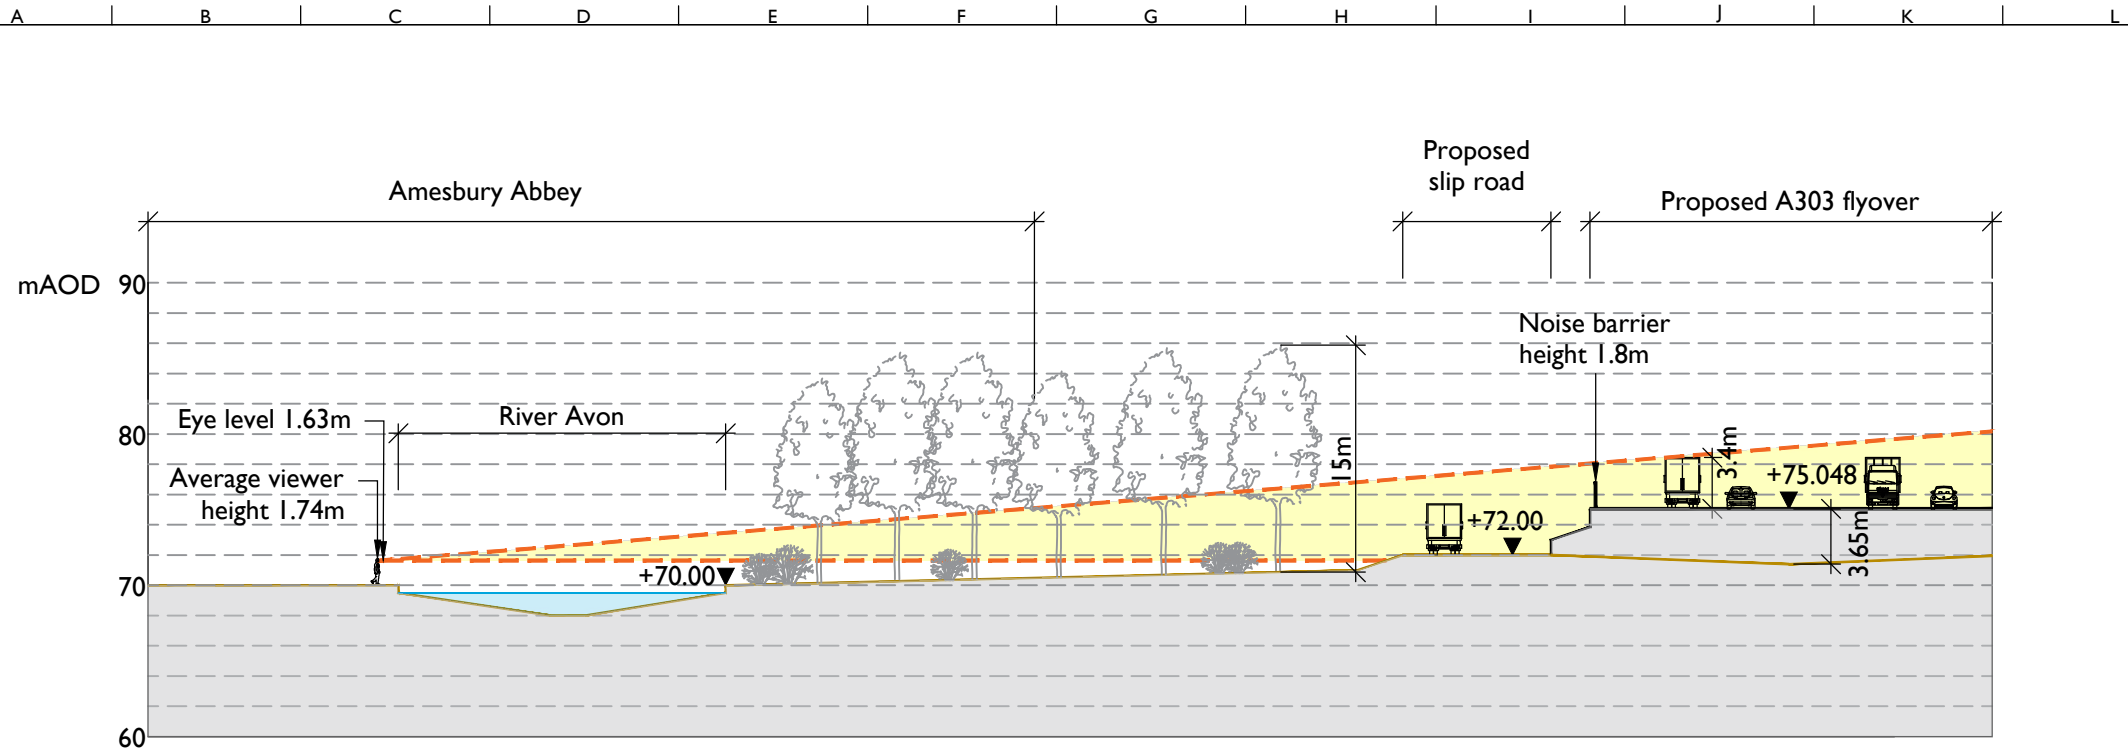 A B C D E F G H I J K L
Proposed
slip road
Amesbury Abbey
Proposed A303 flyover
mAOD 90
Noise barrier
height 1.8m
Eye level 1.63m
River Avon
80
15m
3.4m
+75.048
Average viewer
height 1.74m
+72.00
3.65m
+70.00
70
60